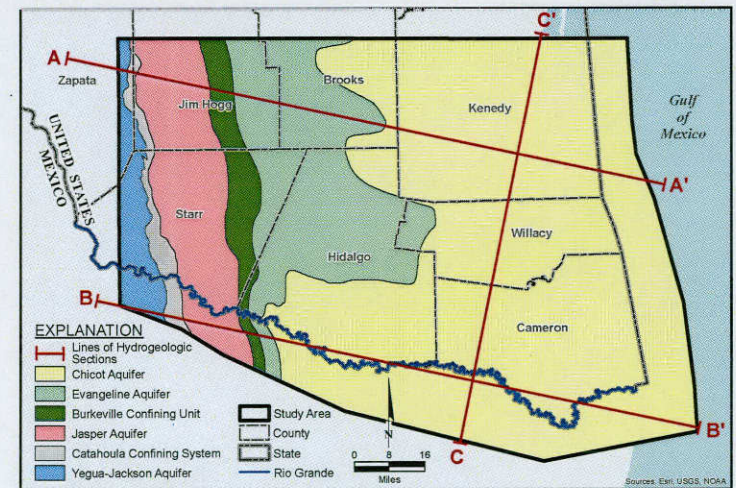 C'
A
Zapata
Brooks
Jim Hogg
Kenedy
Gulf
of
Mexico
UNITED STATES
MEXICO
A'
Starr
Willacy
Hidalgo
B
Cameron
EXPLANATION
Lines of Hydrogeologic
Sections
Chicot Aquifer
Evangeline Aquifer
Burkeville Confining Unit
Jasper Aquifer
Catahoula Confining System
Yegua-Jackson Aquifer
Study Area
County
State
Rio Grande
N
0 8 16
Miles
C
B'
Sources: Esri, USGS, NOAA